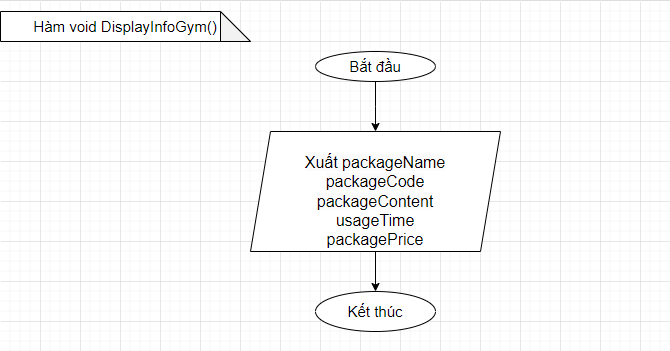 Hàm void DisplayInfoGym()
Bắt đầu
Xuất packageName
packageCode
packageContent
usageTime
packagePrice
Kết thúc